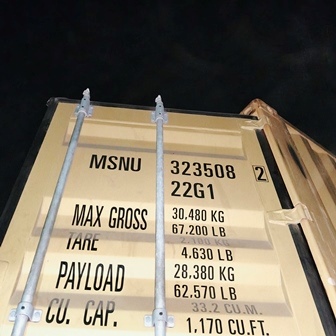 MSNU 323508 2
22G1
MAX GROSS 30.480 KG
67.200 LB
TARE 2.100 KG
4.630 LB
PAYLOAD 28.380 KG
62.570 LB
CU. CAP. 33.2 CU.M.
1,170 CU.FT.